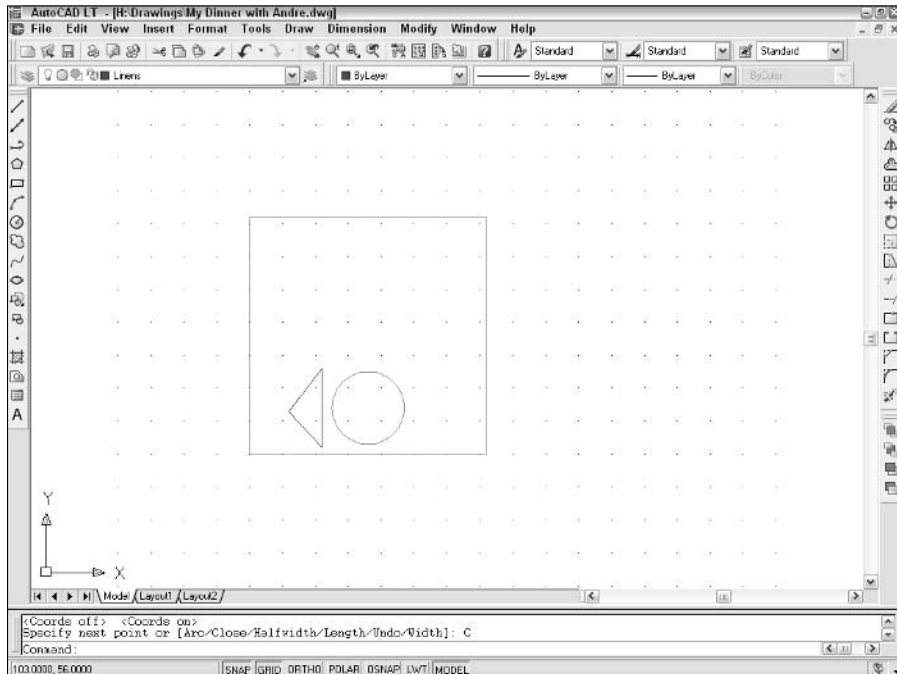 AutoCAD LT - [H:\Drawings\My Dinner with Andre.dwg]
File Edit View Insert Format Tools Draw Dimension Modify Window Help
Standard Standard Standard
Linens ByLayer ByLayer ByLayer ByColor
A
Y
X
Model Layout1 Layout2
<Coords off> <Coords on>
Specify next point or [Arc/Close/Halfwidth/Length/Undo/Width]: C
Command:
103.0000, 56.0000 SNAP GRID ORTHO POLAR OSNAP LWT MODEL